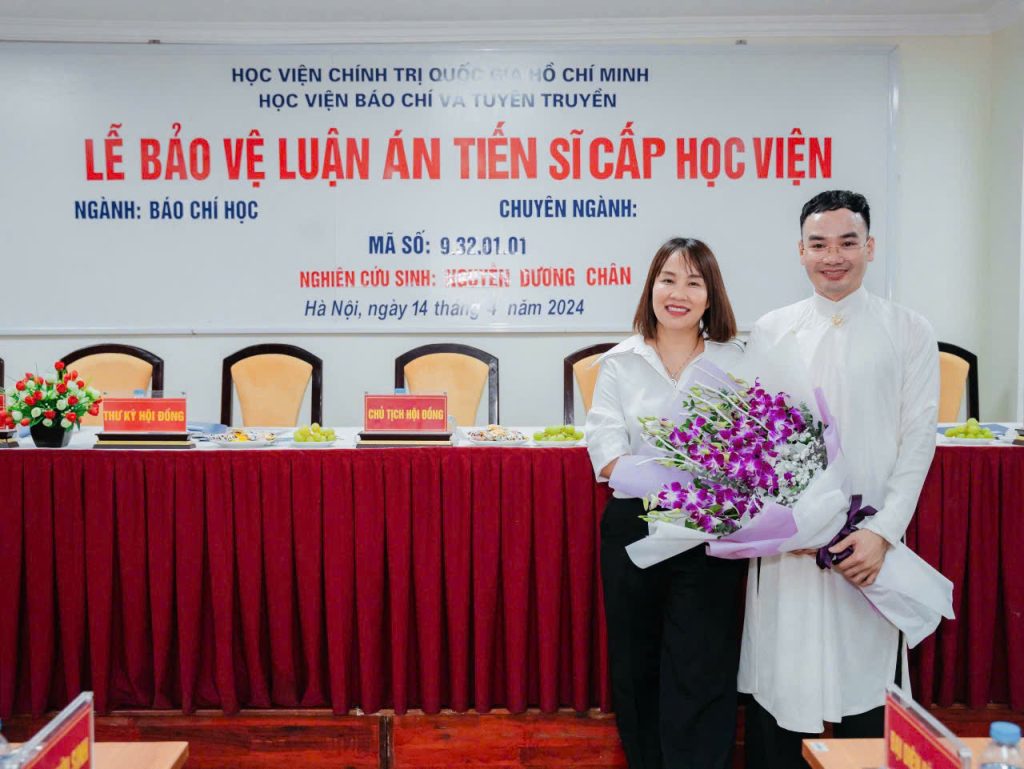 HỌC VIỆN CHÍNH TRỊ QUỐC GIA HỒ CHÍ MINH
HỌC VIỆN BÁO CHÍ VÀ TUYÊN TRUYỀN
LỄ BẢO VỆ LUẬN ÁN TIẾN SĨ CẤP HỌC VIỆN
NGÀNH: BÁO CHÍ HỌC CHUYÊN NGÀNH:
MÃ SỐ: 9.32.01.01
NGHIÊN CỨU SINH: NGUYỄN DƯƠNG CHÂN
Hà Nội, ngày 14 tháng 4 năm 2024
THƯ KÝ HỘI ĐỒNG
CHỦ TỊCH HỘI ĐỒNG